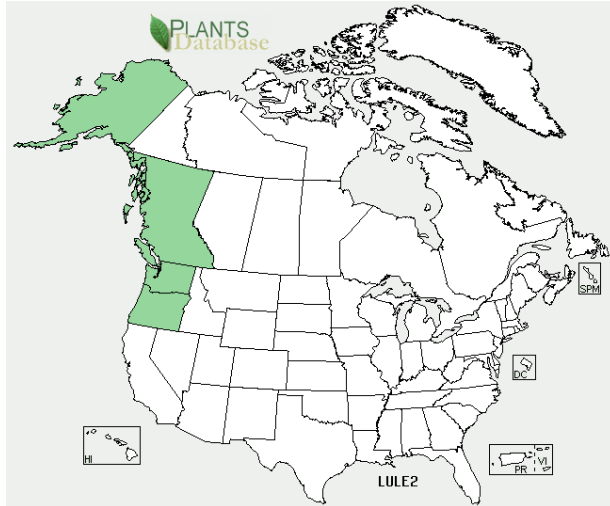 PLANTS
Database
SPM
DC
HI
PR
VI
LULE2